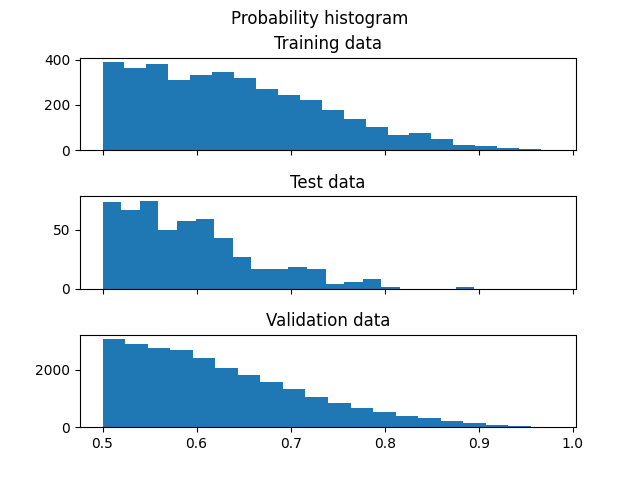 Probability histogram
Training data
400
200
0
Test data
50
0
Validation data
2000
0
0.5 0.6 0.7 0.8 0.9 1.0